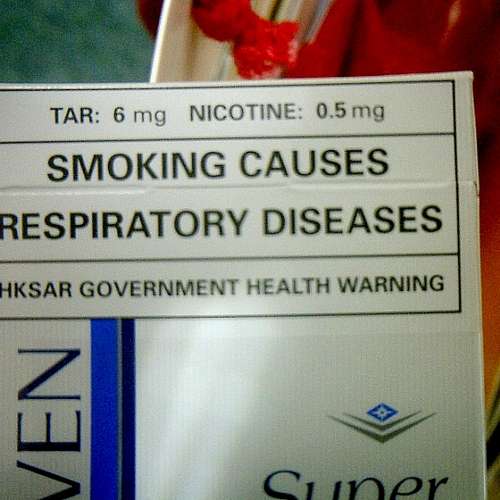 TAR: 6 mg NICOTINE: 0.5 mg
SMOKING CAUSES
RESPIRATORY DISEASES
HKSAR GOVERNMENT HEALTH WARNING
VEN
Super